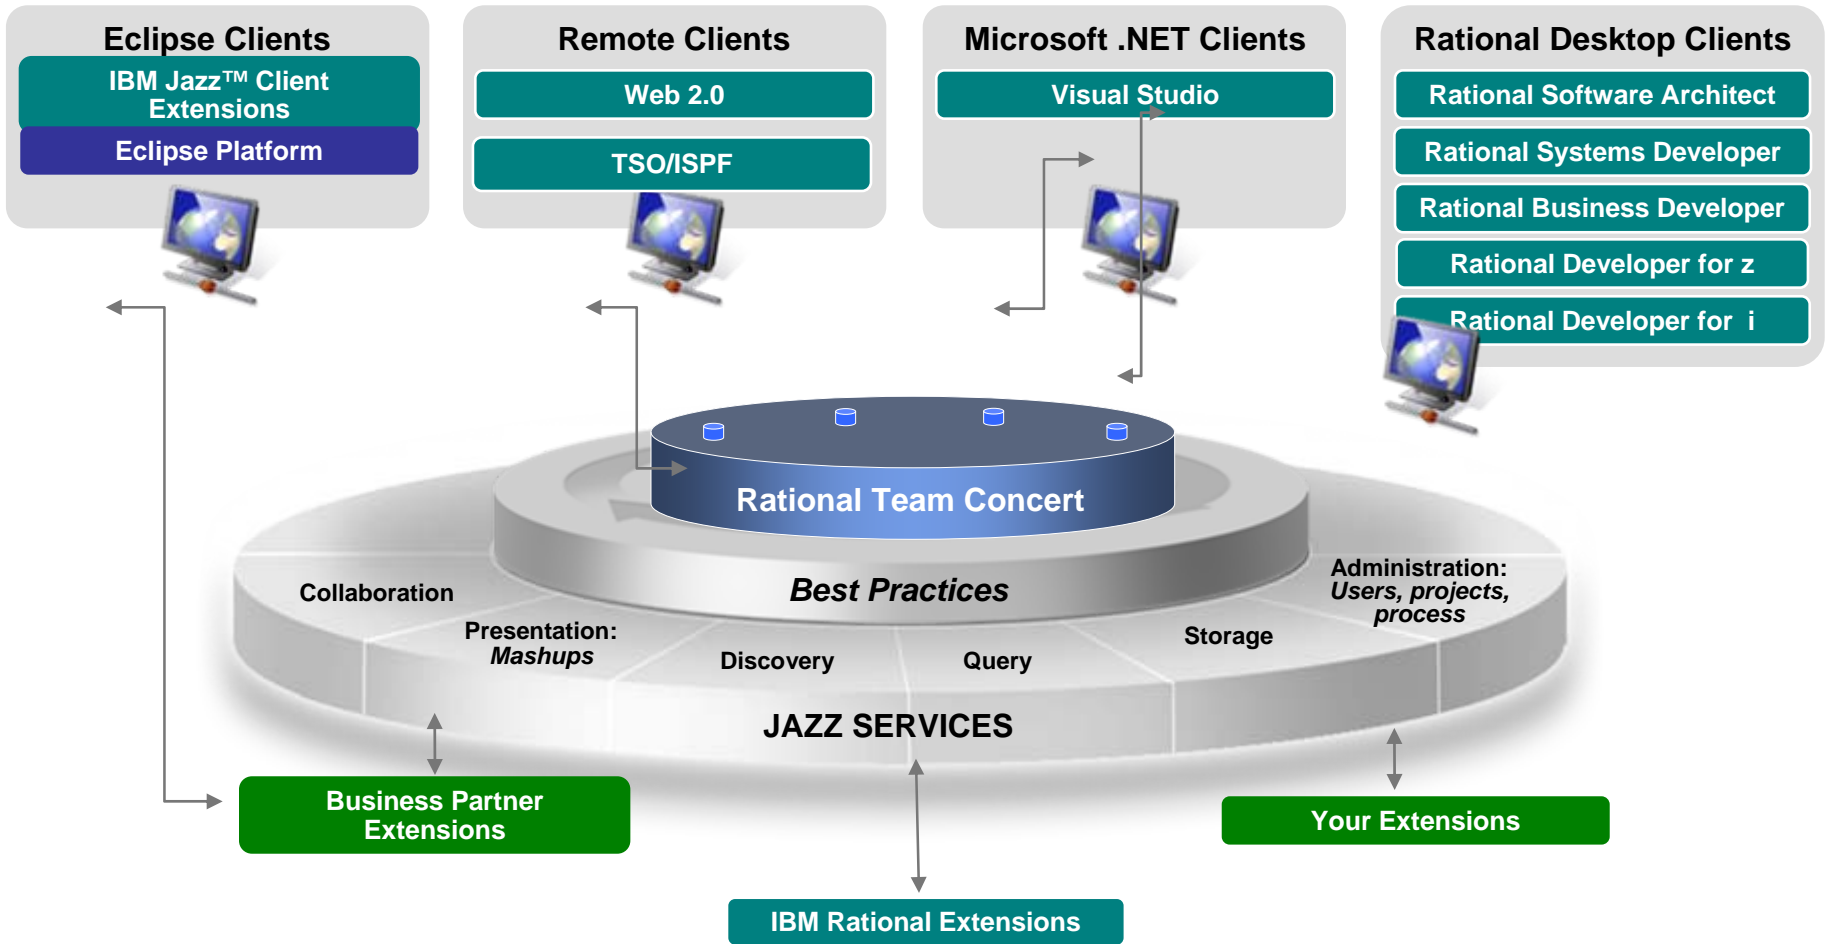 Eclipse Clients
IBM Jazz™ Client
Extensions
Eclipse Platform
Remote Clients
Web 2.0
TSO/ISPF
Microsoft .NET Clients
Visual Studio
Rational Desktop Clients
Rational Software Architect
Rational Systems Developer
Rational Business Developer
Rational Developer for z
Rational Developer for i
Rational Team Concert
Best Practices
Collaboration
Presentation:
Mashups
Discovery
Query
Storage
Administration:
Users, projects,
process
JAZZ SERVICES
Business Partner
Extensions
Your Extensions
IBM Rational Extensions